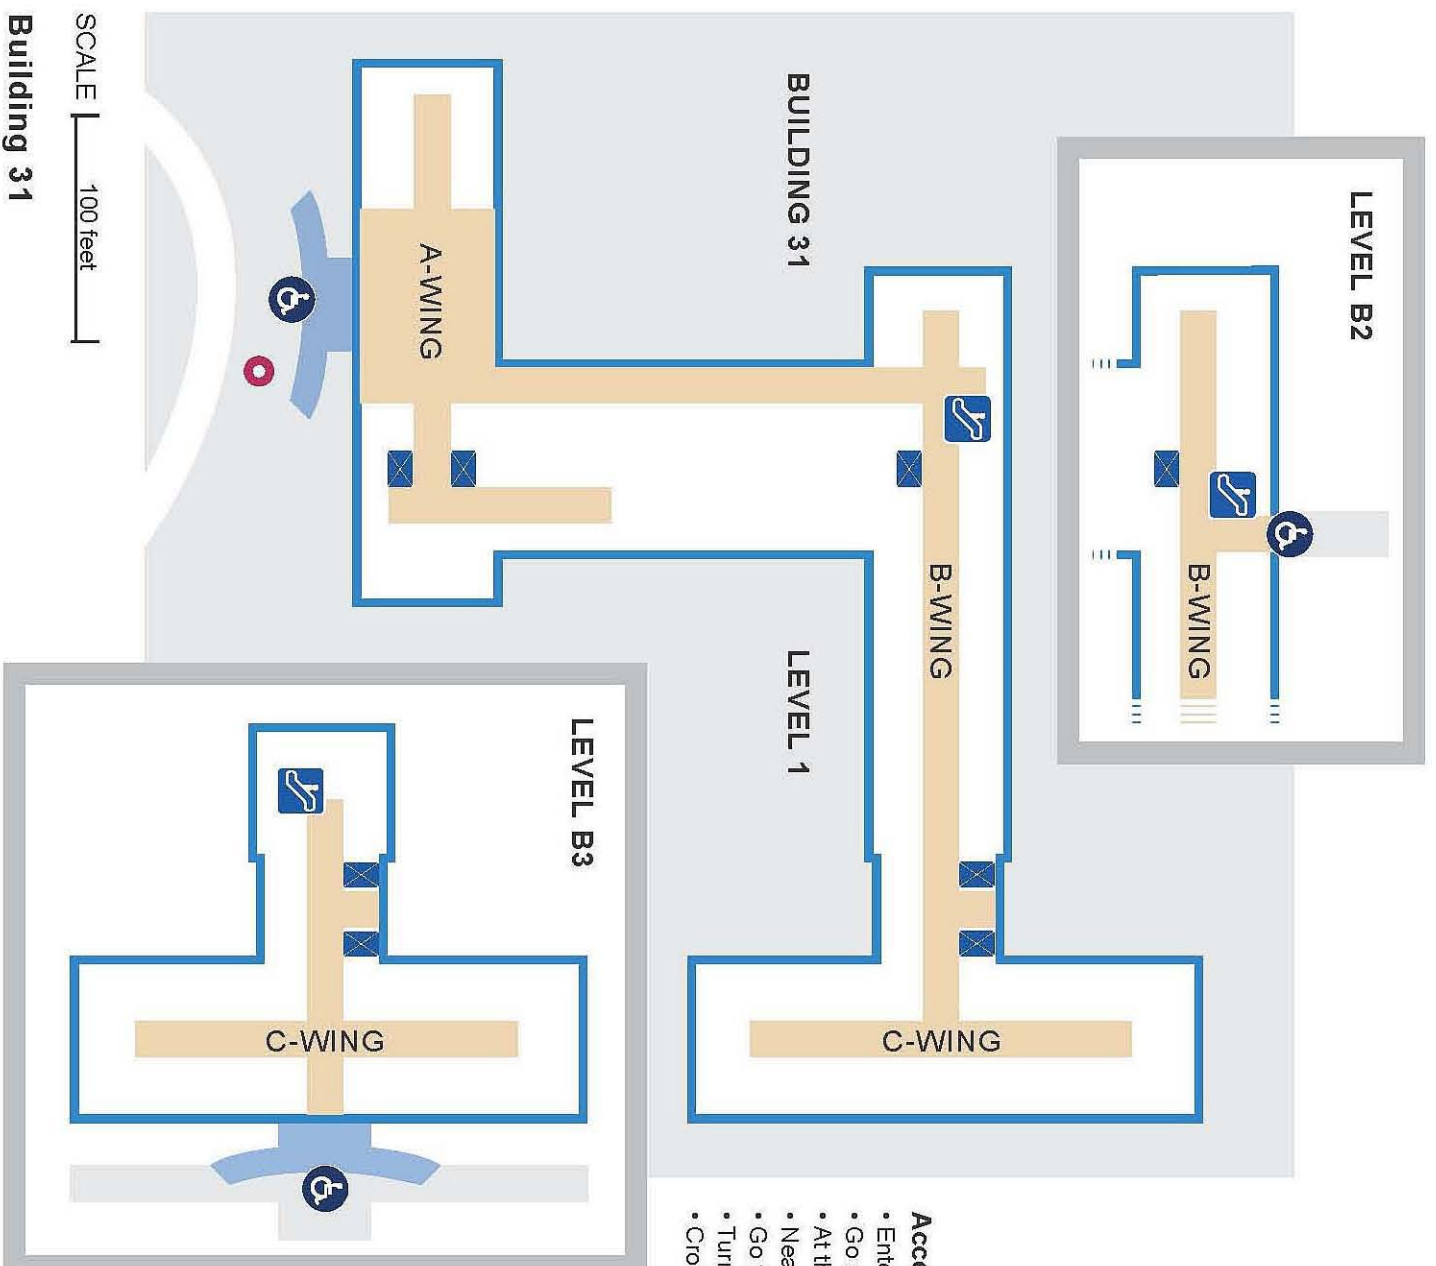 Building 31
SCALE
100 feet
BUILDING 31
LEVEL 1
A-WING
B-WING
C-WING
LEVEL B2
B-WING
LEVEL B3
C-WING